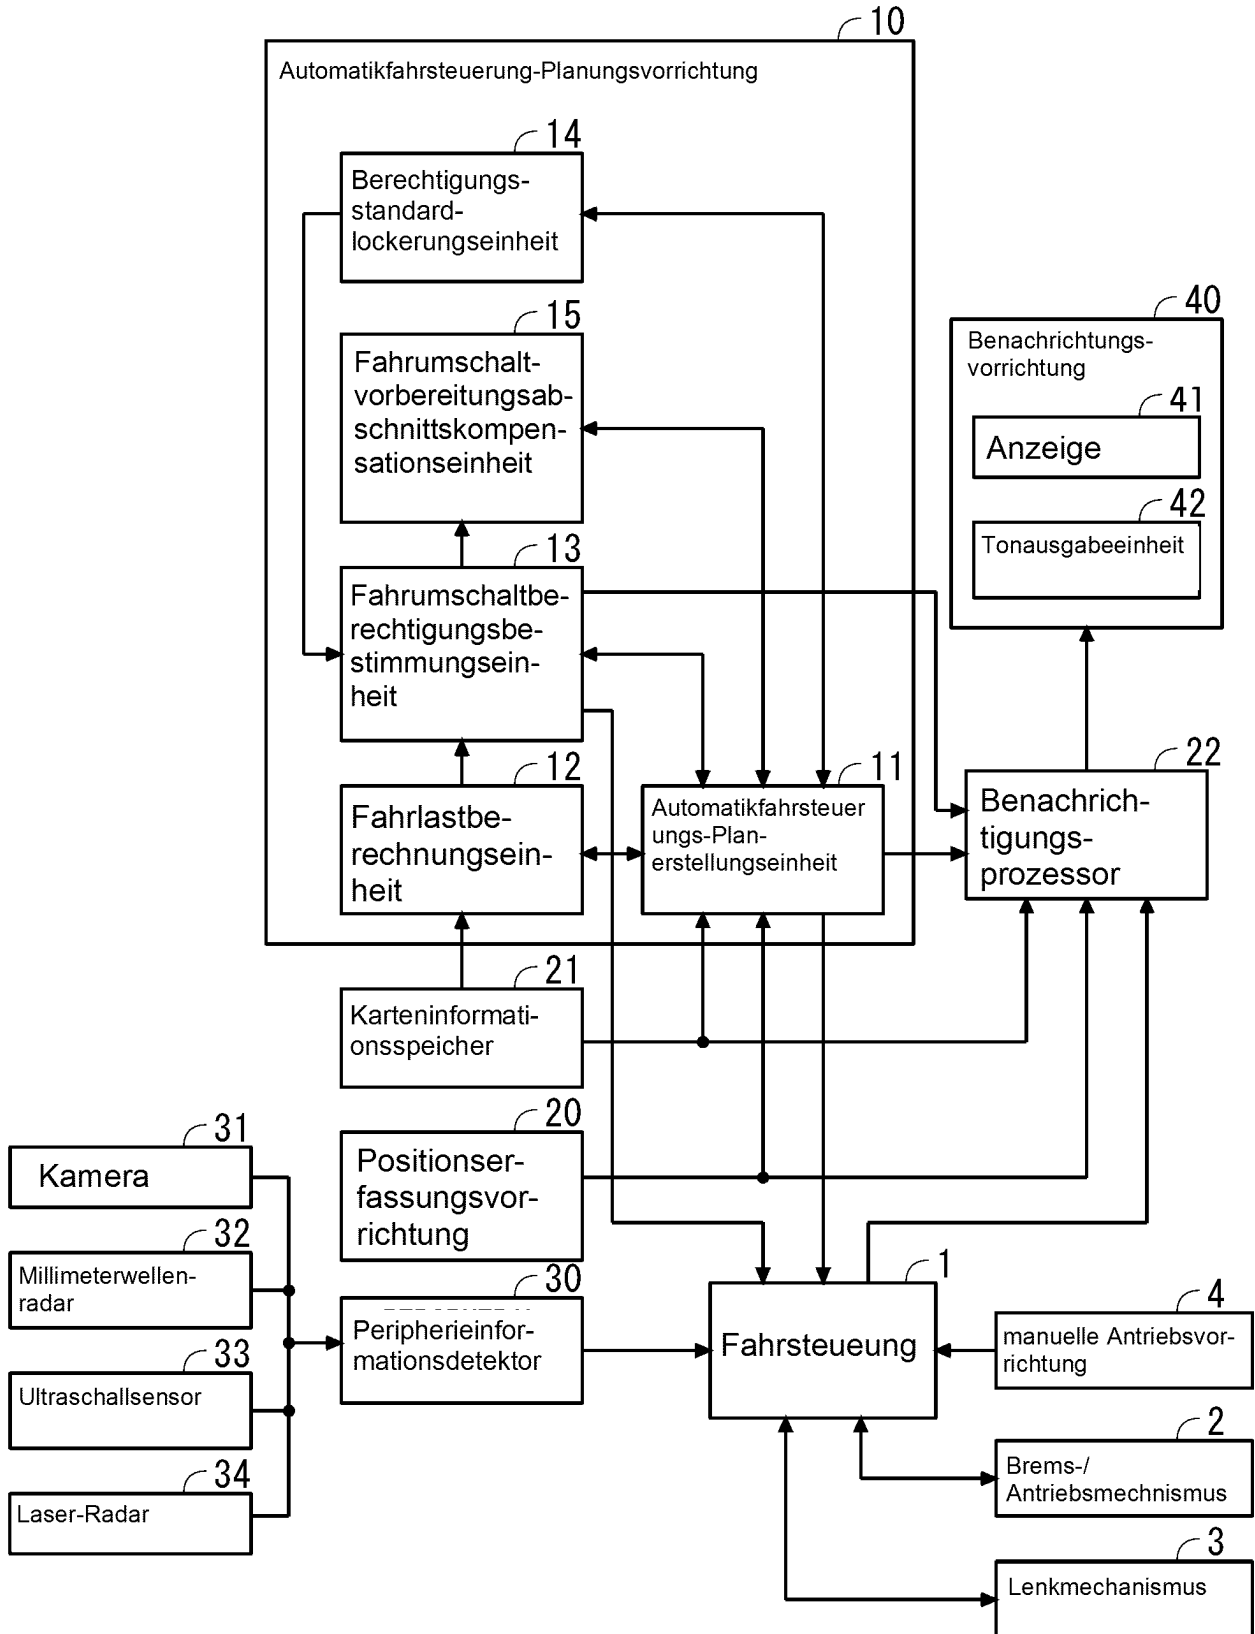 10
Automatikfahrsteuerung-Planungsvorrichtung
14
Berechtigungs-
standard-
lockerungseinheit
15
Fahrumschalt-
vorbereitungsab-
schnittskompen-
sationseinheit
40
Benachrichtungs-
vorrichtung
41
Anzeige
42
Tonausgabeeinheit
13
Fahrumschaltbe-
rechtigungsbe-
stimmungsein-
heit
12
Fahrlastbe-
rechnungsein-
heit
11
Automatikfahrsteuer
ungs-Plan-
erstellungseinheit
22
Benachrich-
tigungs-
prozessor
21
Karteninformati-
onsspeicher
20
Positionser-
fassungsvor-
richtung
31
Kamera
32
Millimeterwellen-
radar
33
Ultraschallsensor
34
Laser-Radar
30
Peripherieinfor-
mationsdetektor
1
Fahrsteueung
4
manuelle Antriebsvor-
richtung
2
Brems-/
Antriebsmechnismus
3
Lenkmechanismus